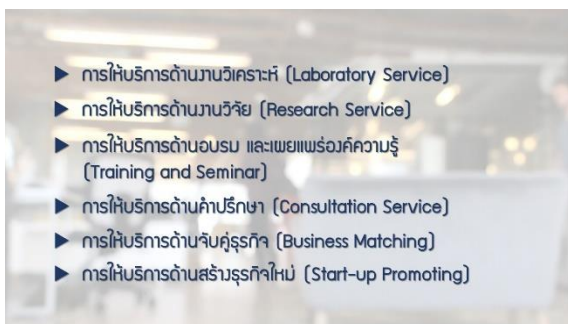 ▶ การให้บริการด้านงานวิเคราะห์ (Laboratory Service)
▶ การให้บริการด้านงานวิจัย (Research Service)
▶ การให้บริการด้านอบรม และเผยแพร่องค์ความรู้
(Training and Seminar)
▶ การให้บริการด้านคำปรึกษา (Consultation Service)
▶ การให้บริการด้านจับคู่ธุรกิจ (Business Matching)
▶ การให้บริการด้านสร้างธุรกิจใหม่ (Start-up Promoting)